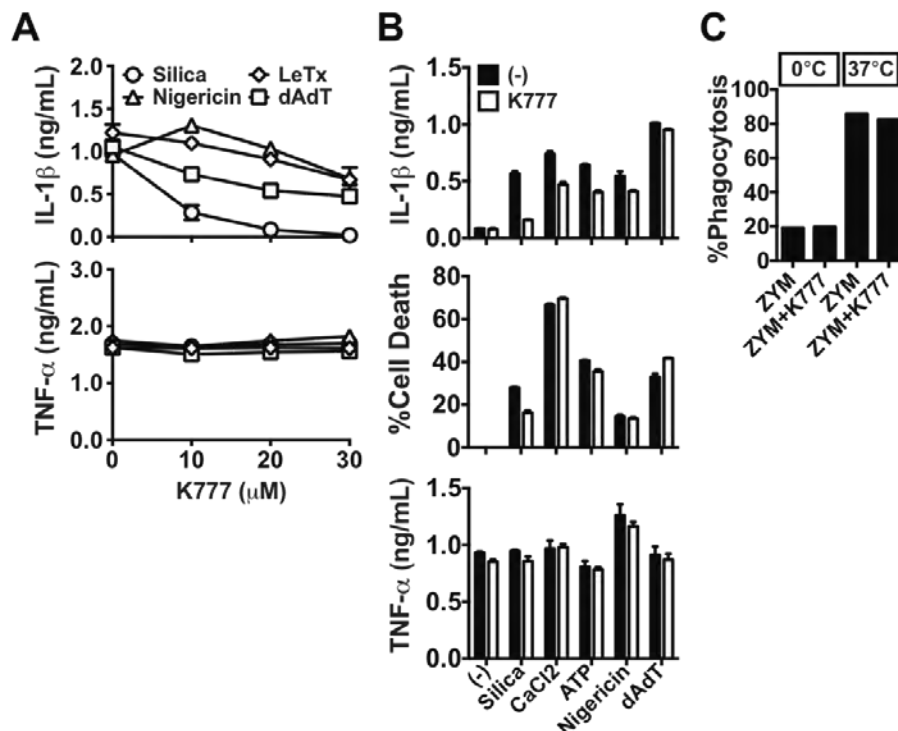 A
IL-1β (ng/mL)
2.0
1.5
1.0
0.5
0.0
Silica
LeTx
Nigericin
dAdT
TNF-α (ng/mL)
3.0
2.0
1.0
0.0
0
10
20
30
K777 (μM)
B
(-)
K777
IL-1β (ng/mL)
1.5
1.0
0.5
0.0
%Cell Death
80
60
40
20
0
TNF-α (ng/mL)
1.5
1.0
0.5
0.0
(-)
Silica
CaCl2
ATP
Nigericin
dAdT
C
0°C
37°C
%Phagocytosis
80
60
40
20
0
ZYM
ZYM+K777
ZYM
ZYM+K777